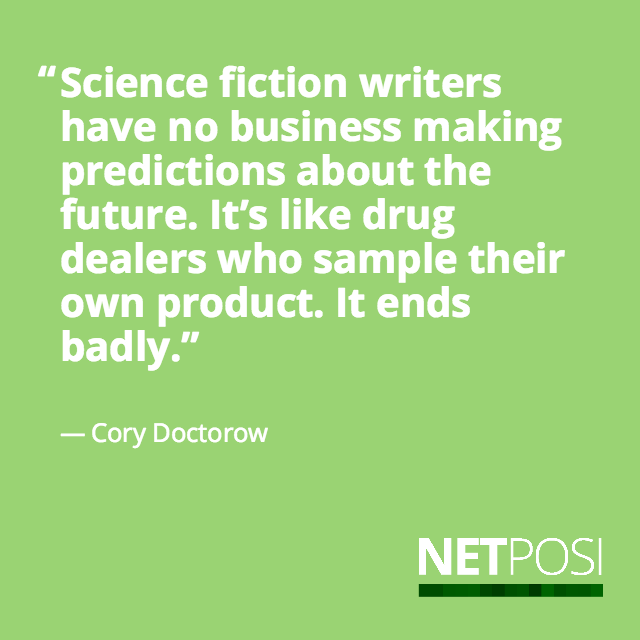 “Science fiction writers
have no business making
predictions about the
future. It’s like drug
dealers who sample their
own product. It ends
badly.”
— Cory Doctorow
NETPOSI